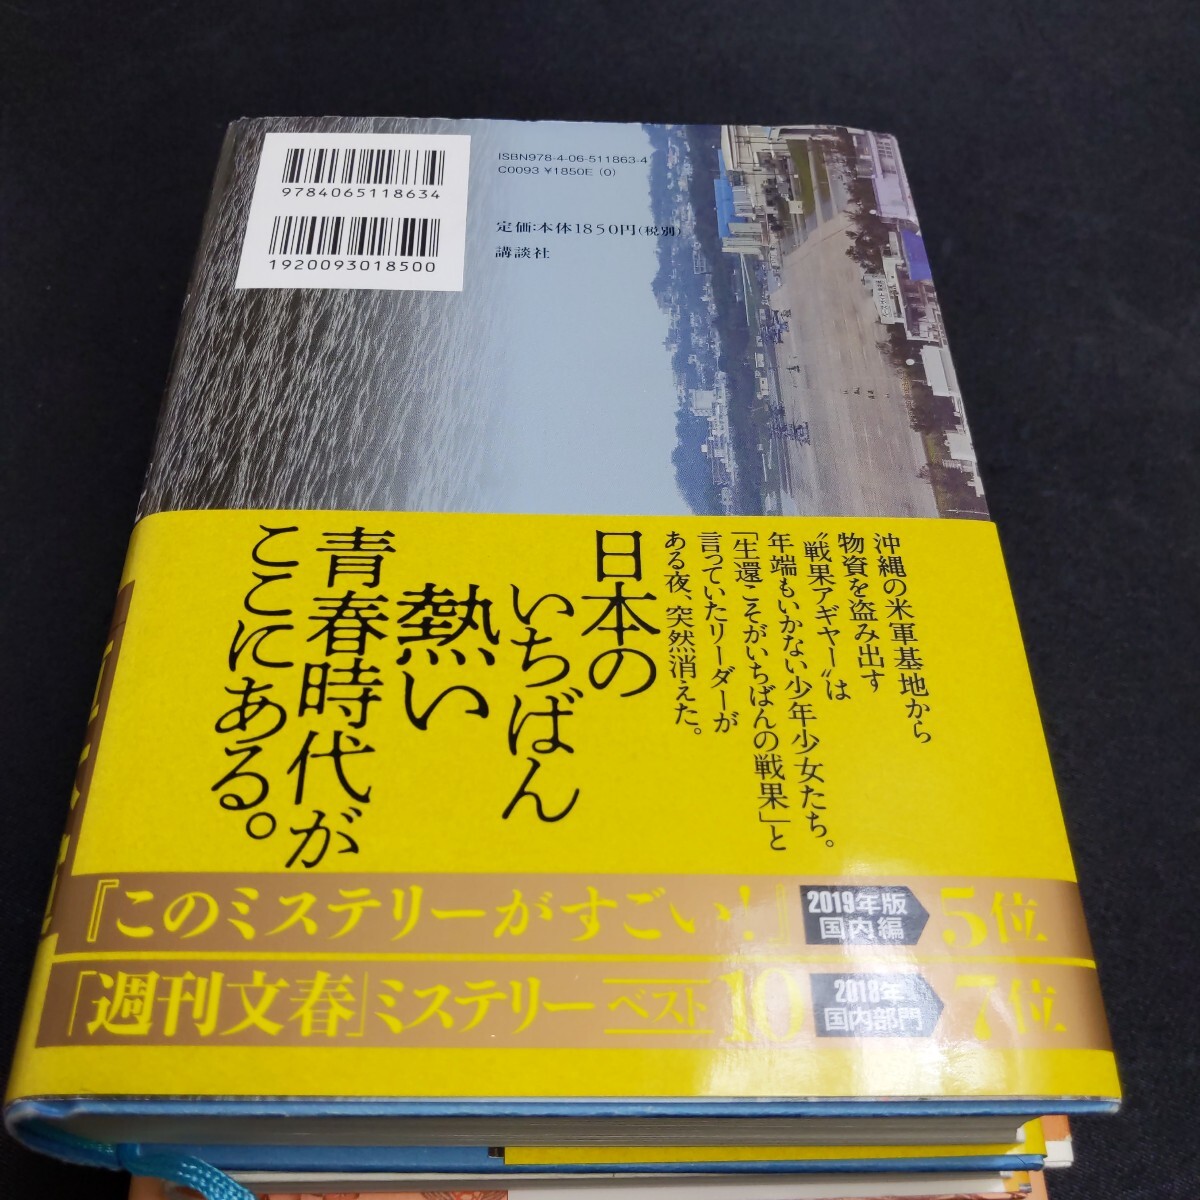 9784065118634
1920093018500
ISBN978-4-06-511863-4
C0093 ¥1850E (0)
定価:本体1850円(税別)
講談社
沖縄の米軍基地から
物資を盗み出す
〝戦果アギヤー〟は
年端もいかない少年少女たち。
「生還こそがいちばんの戦果」と
言っていたリーダーが
ある夜、突然消えた。
日本の
いちばん
熱い
青春時代が
ここにある。
『このミステリーがすごい!』
2019年版
国内編
5位
「週刊文春」ミステリーベスト10
2018年
国内部門
7位